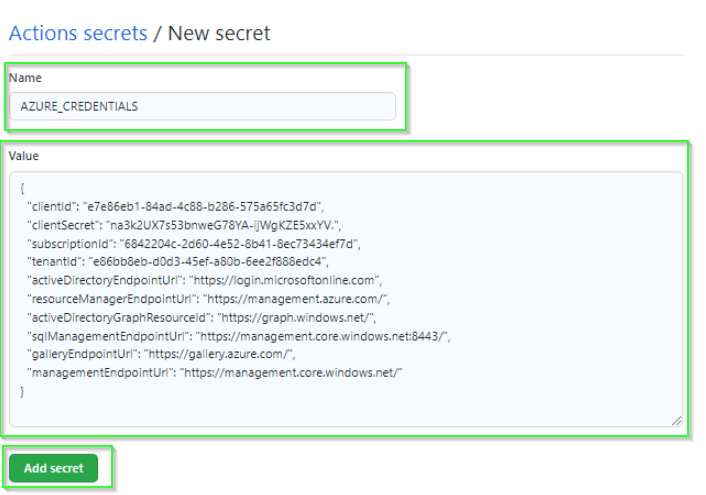 Actions secrets / New secret
Name
AZURE_CREDENTIALS
Value
{
"clientId": "e7e86eb1-84ad-4c88-b286-575a65fc3d7d",
"clientSecret": "na3k2UX7s53bnweG78YA-ijWgKZE5xxYV.",
"subscriptionId": "6842204c-2d60-4e52-8b41-8ec73434ef7d",
"tenantId": "e86bb8eb-d0d3-45ef-a80b-6ee2f888edc4",
"activeDirectoryEndpointUrl": "https://login.microsoftonline.com",
"resourceManagerEndpointUrl": "https://management.azure.com/",
"activeDirectoryGraphResourceId": "https://graph.windows.net/",
"sqlManagementEndpointUrl": "https://management.core.windows.net:8443/",
"galleryEndpointUrl": "https://gallery.azure.com/",
"managementEndpointUrl": "https://management.core.windows.net/"
}
Add secret